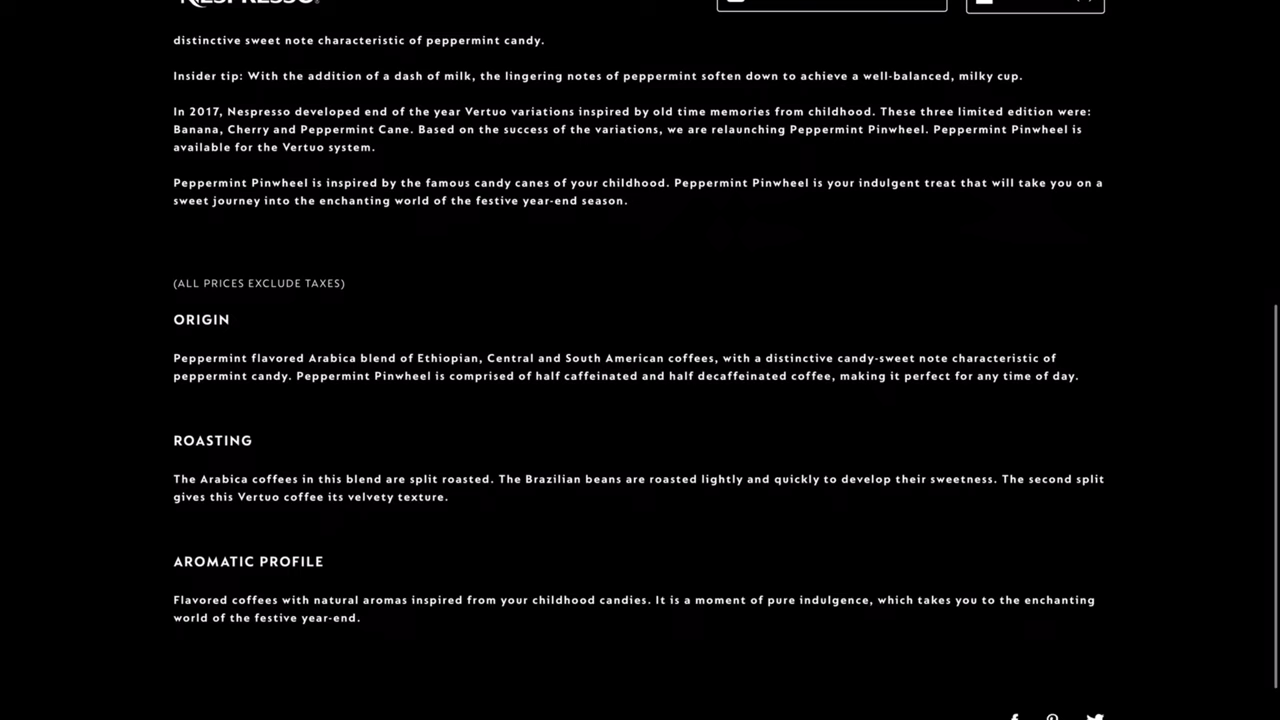 NESPRESSO
distinctive sweet note characteristic of peppermint candy.
Insider tip: With the addition of a dash of milk, the lingering notes of peppermint soften down to achieve a well-balanced, milky cup.
In 2017, Nespresso developed end of the year Vertuo variations inspired by old time memories from childhood. These three limited edition were:
Banana, Cherry and Peppermint Cane. Based on the success of the variations, we are relaunching Peppermint Pinwheel. Peppermint Pinwheel is
available for the Vertuo system.
Peppermint Pinwheel is inspired by the famous candy canes of your childhood. Peppermint Pinwheel is your indulgent treat that will take you on a
sweet journey into the enchanting world of the festive year-end season.
(ALL PRICES EXCLUDE TAXES)
ORIGIN
Peppermint flavored Arabica blend of Ethiopian, Central and South American coffees, with a distinctive candy-sweet note characteristic of
peppermint candy. Peppermint Pinwheel is comprised of half caffeinated and half decaffeinated coffee, making it perfect for any time of day.
ROASTING
The Arabica coffees in this blend are split roasted. The Brazilian beans are roasted lightly and quickly to develop their sweetness. The second split
gives this Vertuo coffee its velvety texture.
AROMATIC PROFILE
Flavored coffees with natural aromas inspired from your childhood candies. It is a moment of pure indulgence, which takes you to the enchanting
world of the festive year-end.